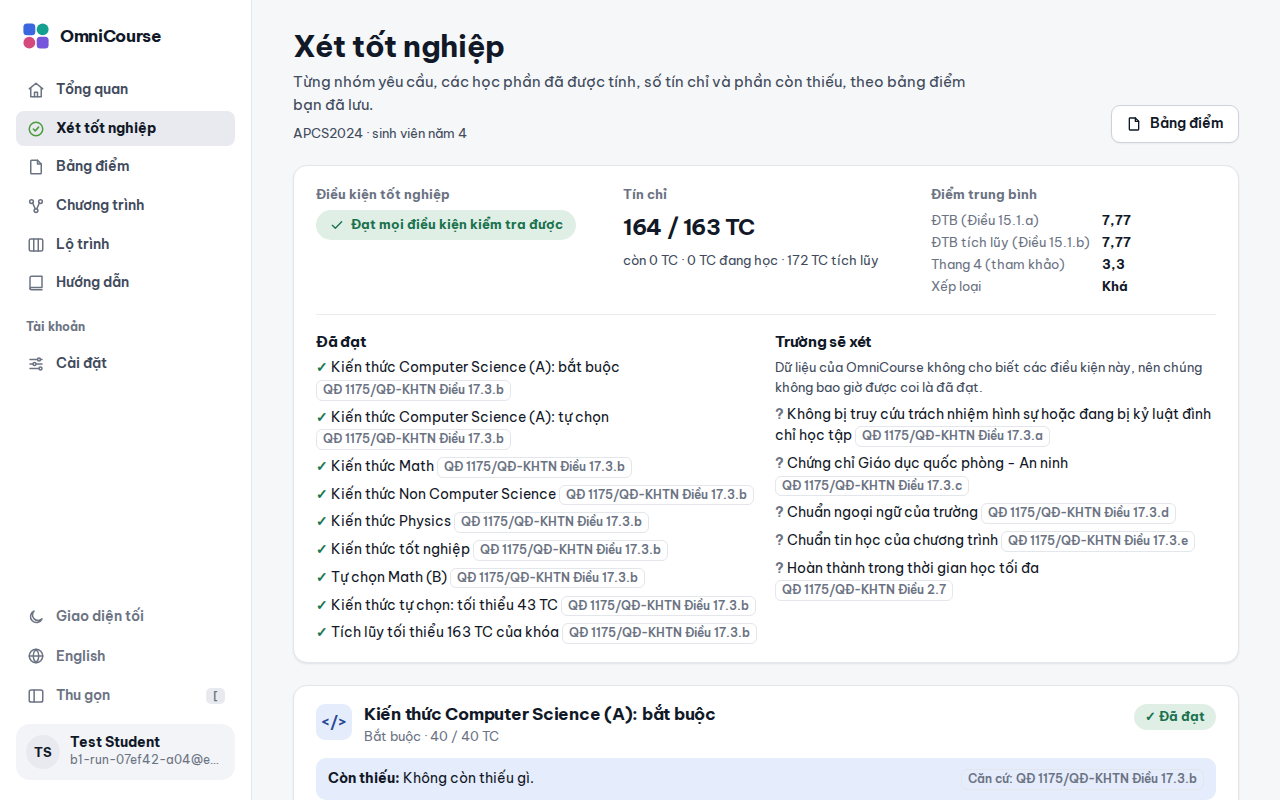 OmniCourse
Tổng quan
Xét tốt nghiệp
Bảng điểm
Chương trình
Lộ trình
Hướng dẫn
Tài khoản
Cài đặt
Giao diện tối
English
Thu gọn [
TS
Test Student
b1-run-07ef42-a04@e...
Xét tốt nghiệp
Từng nhóm yêu cầu, các học phần đã được tính, số tín chỉ và phần còn thiếu, theo bảng điểm
bạn đã lưu.
APCS2024 · sinh viên năm 4
Bảng điểm
Điều kiện tốt nghiệp
✓ Đạt mọi điều kiện kiểm tra được
Tín chỉ
164 / 163 TC
còn 0 TC · 0 TC đang học · 172 TC tích lũy
Điểm trung bình
ĐTB (Điều 15.1.a) 7,77
ĐTB tích lũy (Điều 15.1.b) 7,77
Thang 4 (tham khảo) 3,3
Xếp loại Khá
Đã đạt
✓ Kiến thức Computer Science (A): bắt buộc
QĐ 1175/QĐ-KHTN Điều 17.3.b
✓ Kiến thức Computer Science (A): tự chọn
QĐ 1175/QĐ-KHTN Điều 17.3.b
✓ Kiến thức Math QĐ 1175/QĐ-KHTN Điều 17.3.b
✓ Kiến thức Non Computer Science QĐ 1175/QĐ-KHTN Điều 17.3.b
✓ Kiến thức Physics QĐ 1175/QĐ-KHTN Điều 17.3.b
✓ Kiến thức tốt nghiệp QĐ 1175/QĐ-KHTN Điều 17.3.b
✓ Tự chọn Math (B) QĐ 1175/QĐ-KHTN Điều 17.3.b
✓ Kiến thức tự chọn: tối thiểu 43 TC QĐ 1175/QĐ-KHTN Điều 17.3.b
✓ Tích lũy tối thiểu 163 TC của khóa QĐ 1175/QĐ-KHTN Điều 17.3.b
Trường sẽ xét
Dữ liệu của OmniCourse không cho biết các điều kiện này, nên chúng
không bao giờ được coi là đã đạt.
? Không bị truy cứu trách nhiệm hình sự hoặc đang bị kỷ luật đình
chỉ học tập QĐ 1175/QĐ-KHTN Điều 17.3.a
? Chứng chỉ Giáo dục quốc phòng - An ninh
QĐ 1175/QĐ-KHTN Điều 17.3.c
? Chuẩn ngoại ngữ của trường QĐ 1175/QĐ-KHTN Điều 17.3.d
? Chuẩn tin học của chương trình QĐ 1175/QĐ-KHTN Điều 17.3.e
? Hoàn thành trong thời gian học tối đa
QĐ 1175/QĐ-KHTN Điều 2.7
</> Kiến thức Computer Science (A): bắt buộc
Bắt buộc · 40 / 40 TC
✓ Đã đạt
Còn thiếu: Không còn thiếu gì.
Căn cứ: QĐ 1175/QĐ-KHTN Điều 17.3.b